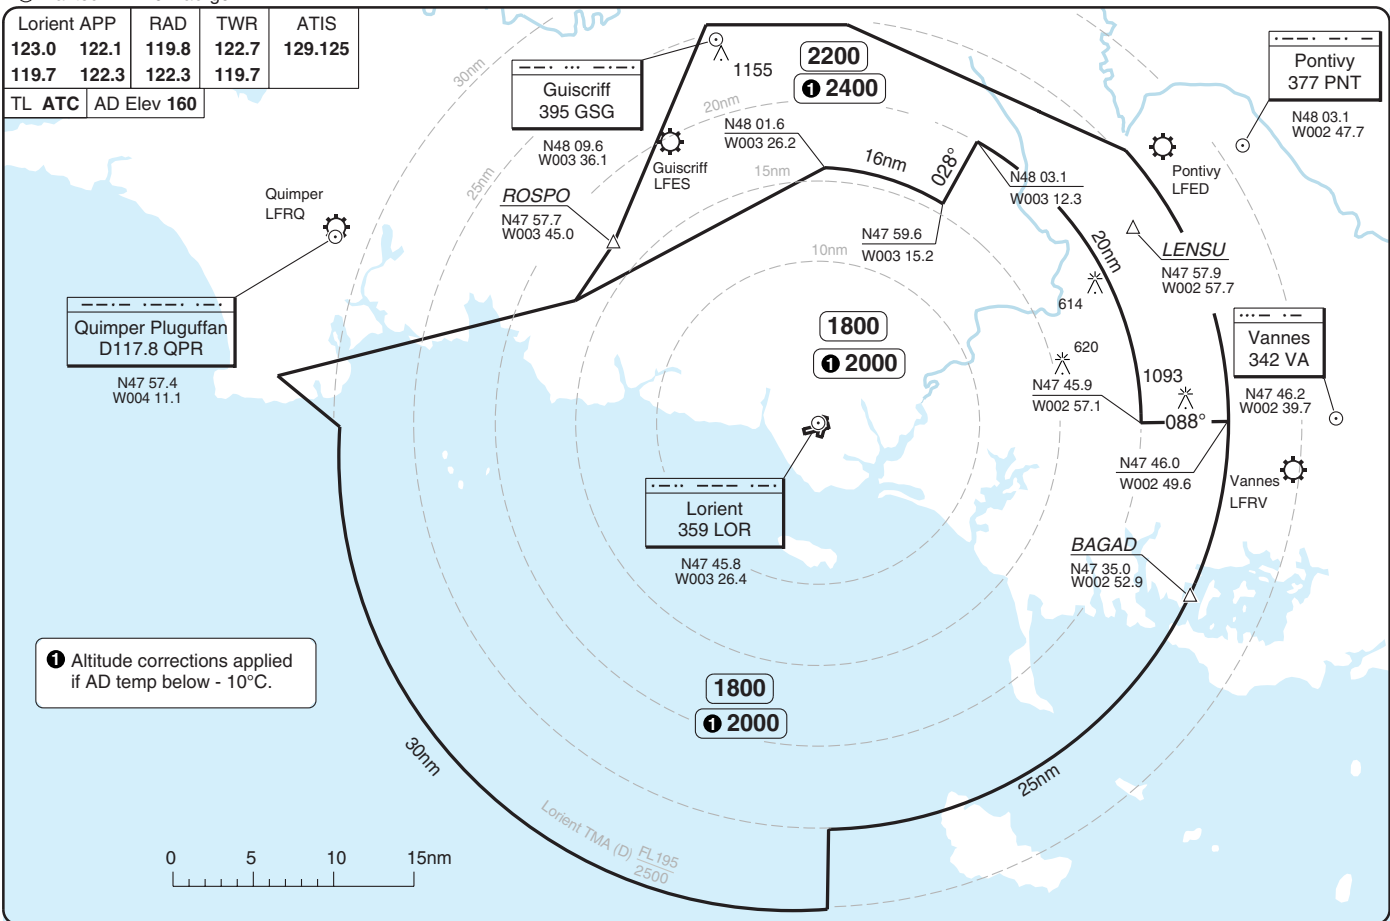 Lorient APP RAD TWR ATIS
123.0 122.1 119.8 122.7 129.125
119.7 122.3 122.3 119.7
TL ATC AD Elev 160
30nm
Guiscriff
395 GSG
N48 09.6
W003 36.1
1155
2200
1 2400
Pontivy
377 PNT
N48 03.1
W002 47.7
20nm
N48 01.6
W003 26.2
16nm
028°
15nm
Guiscriff
LFES
25nm
Quimper
LFRQ
ROSPO
N47 57.7
W003 45.0
Pontivy
LFED
N48 03.1
W003 12.3
N47 59.6
W003 15.2
10nm
20nm
LENSU
N47 57.9
W002 57.7
614
Quimper Pluguffan
D117.8 QPR
N47 57.4
W004 11.1
1800
1 2000
620
Vannes
342 VA
N47 46.2
W002 39.7
1093
N47 45.9
W002 57.1
088°
N47 46.0
W002 49.6
Vannes
LFRV
Lorient
359 LOR
N47 45.8
W003 26.4
BAGAD
N47 35.0
W002 52.9
1 Altitude corrections applied
if AD temp below - 10°C.
1800
1 2000
30nm
25nm
Lorient TMA (D) FL195
2500
0 5 10 15nm